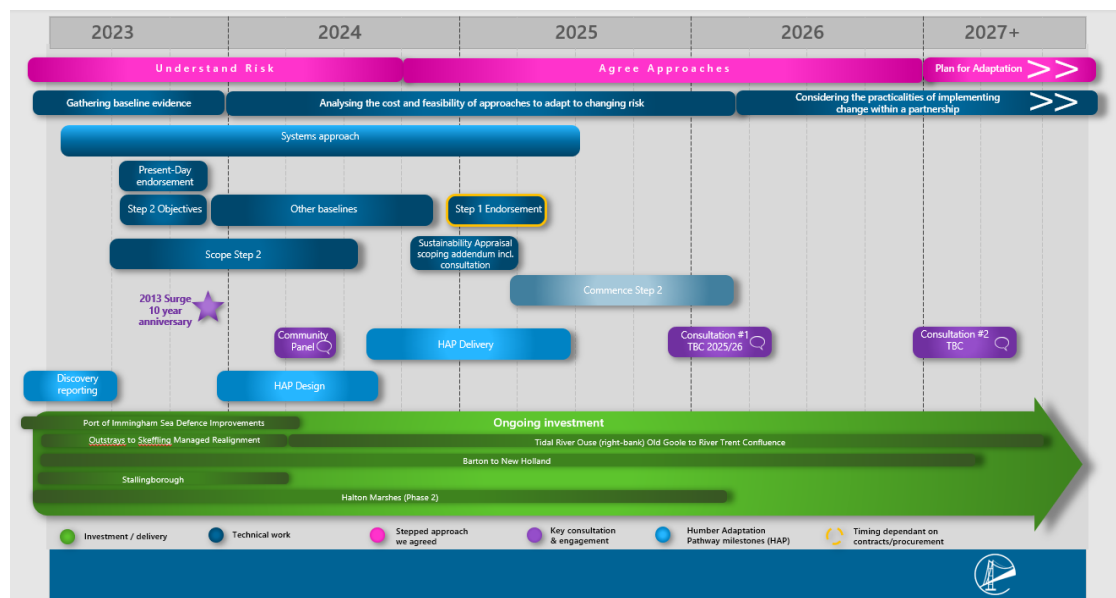 2023
2024
2025
2026
2027+
Understand Risk
Agree Approaches
Plan for Adaptation
Gathering baseline evidence
Analysing the cost and feasibility of approaches to adapt to changing risk
Considering the practicalities of implementing
change within a partnership
Systems approach
Present-Day
endorsement
Step 2 Objectives
Other baselines
Step 1 Endorsement
Scope Step 2
Sustainability Appraisal
scoping addendum incl.
consultation
Commence Step 2
2013 Surge
10 year
anniversary
Community
Panel
HAP Delivery
Consultation #1
TBC 2025/26
Consultation #2
TBC
Discovery
reporting
HAP Design
Ongoing investment
Port of Immingham Sea Defence Improvements
Outstrays to Skeffling Managed Realignment
Tidal River Ouse (right-bank) Old Goole to River Trent Confluence
Barton to New Holland
Stallingborough
Halton Marshes (Phase 2)
Investment / delivery
Technical work
Stepped approach
we agreed
Key consultation
& engagement
Humber Adaptation
Pathway milestones (HAP)
Timing dependant on
contracts/procurement